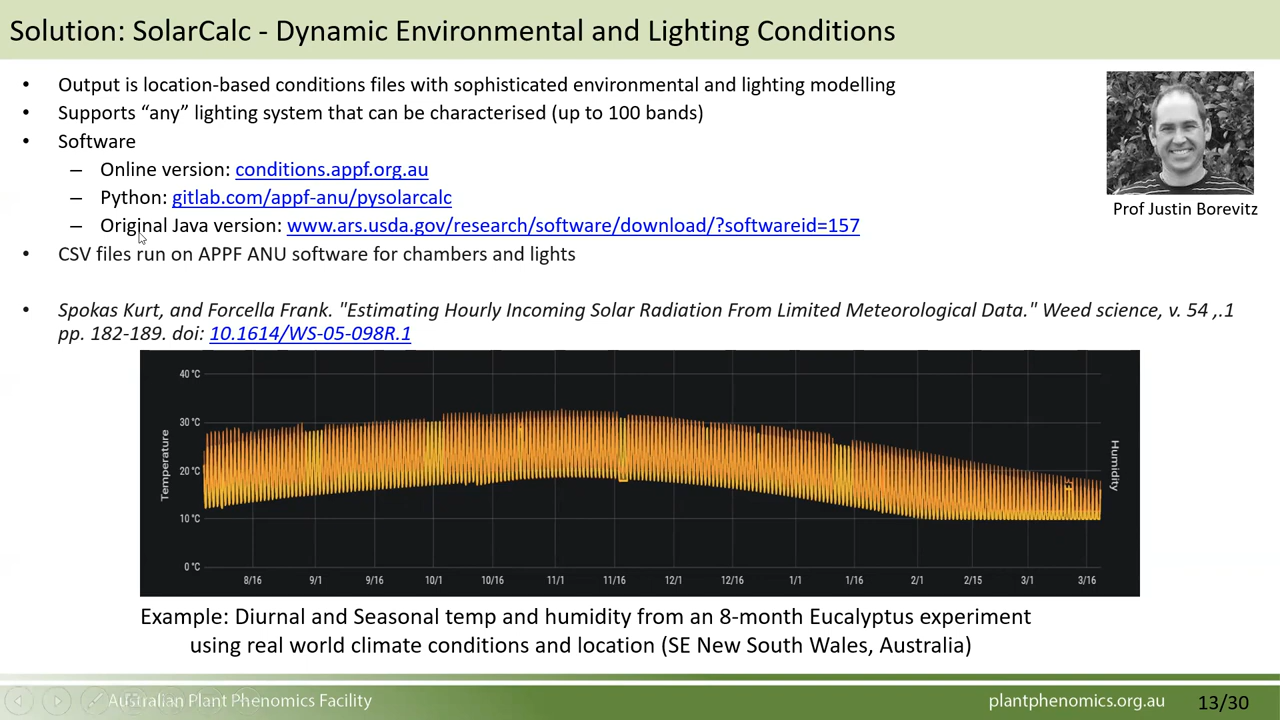 Solution: SolarCalc - Dynamic Environmental and Lighting Conditions
• Output is location-based conditions files with sophisticated environmental and lighting modelling
• Supports “any” lighting system that can be characterised (up to 100 bands)
• Software
– Online version: conditions.appf.org.au
– Python: gitlab.com/appf-anu/pysolarcalc
– Original Java version: www.ars.usda.gov/research/software/download/?softwareid=157
• CSV files run on APPF ANU software for chambers and lights
Prof Justin Borevitz
• Spokas Kurt, and Forcella Frank. "Estimating Hourly Incoming Solar Radiation From Limited Meteorological Data." Weed science, v. 54 ,.1
pp. 182-189. doi: 10.1614/WS-05-098R.1
40 °C
30 °C
20 °C
10 °C
0 °C
Temperature
Humidity
8/16 9/1 9/16 10/1 10/16 11/1 11/16 12/1 12/16 1/1 1/16 2/1 2/15 3/1 3/16
Example: Diurnal and Seasonal temp and humidity from an 8-month Eucalyptus experiment
using real world climate conditions and location (SE New South Wales, Australia)
Australian Plant Phenomics Facility
plantphenomics.org.au
13/30